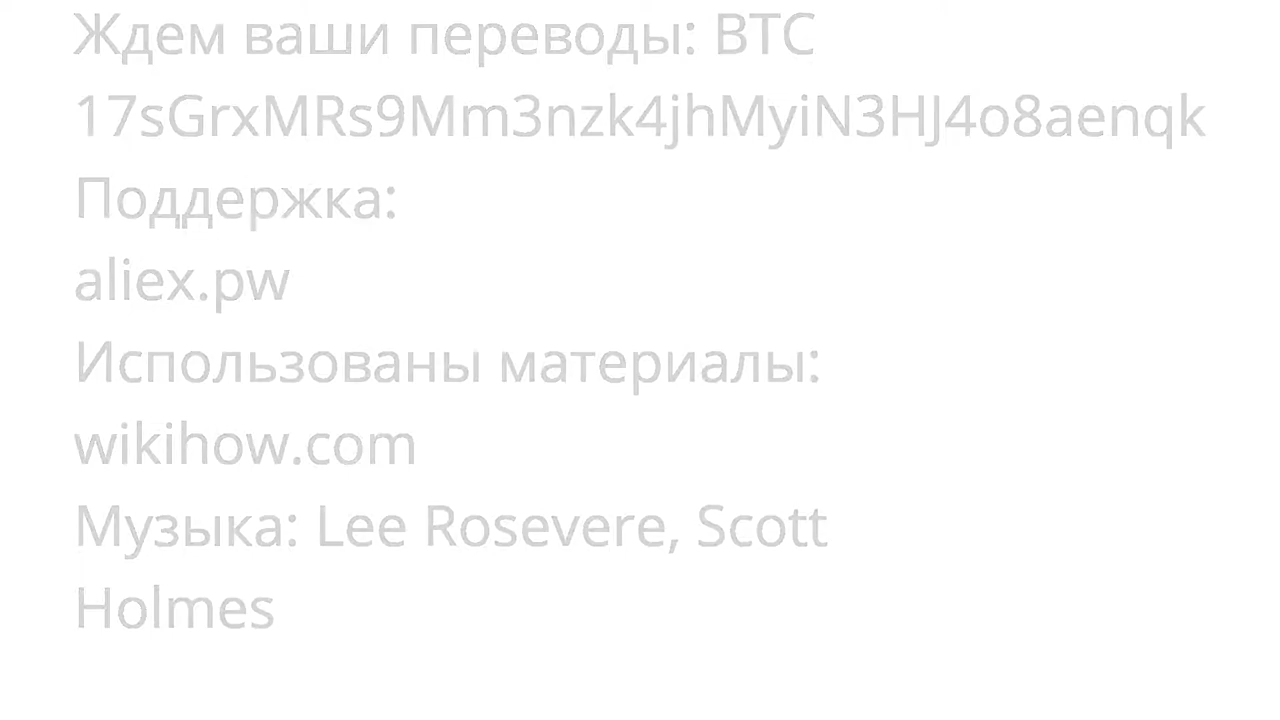 Ждем ваши переводы: BTC
17sGrxMRs9Mm3nzk4jhMyiN3HJ4o8aenqk
Поддержка:
aliex.pw
Использованы материалы:
wikihow.com
Музыка: Lee Rosevere, Scott
Holmes